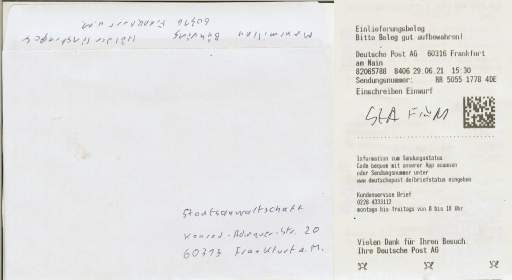 Maximilian Bähring
60316 Frankfurt a.M.
Staatsanwaltschaft
Konrad-Adenauer-Str. 20
60313 Frankfurt a.M.
Einlieferungsbeleg
Bitte Beleg gut aufbewahren!
Deutsche Post AG 60316 Frankfurt
am Main
82065788 8406 29.06.21 15:30
Sendungsnummer: RR 5055 1778 4DE
Einschreiben Einwurf
StA FFM
Information zum Sendungsstatus
Code bequem mit unserer App scannen
oder Sendungsnummer unter
www.deutschepost.de/briefstatus eingeben
Kundenservice Brief
0228 4333112
montags bis freitags von 8 bis 18 Uhr
Vielen Dank für Ihren Besuch
Ihre Deutsche Post AG